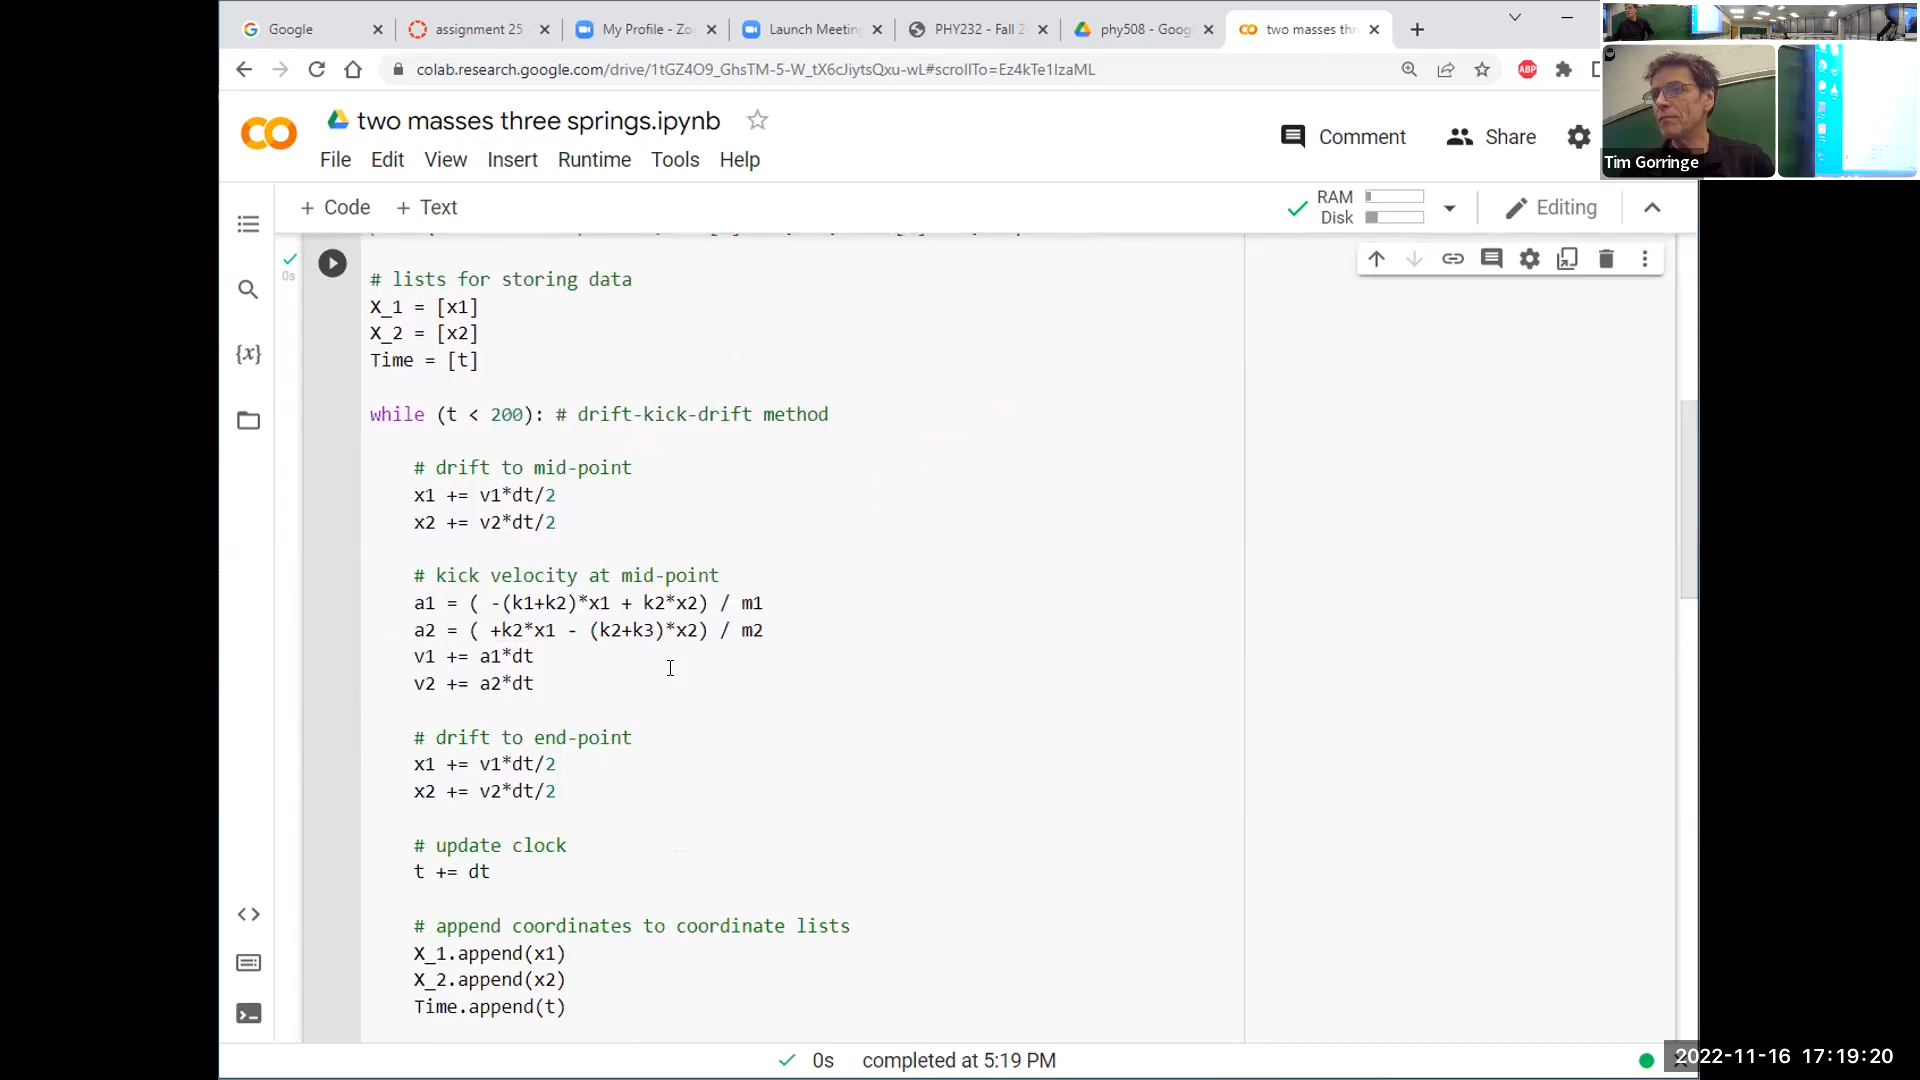 Google
assignment 25
My Profile - Zo
Launch Meetin
PHY232 - Fall 2
phy508 - Goog
two masses thr
colab.research.google.com/drive/1tGZ4O9_GhsTM-5-W_tX6cJiytsQxu-wL#scrollTo=Ez4kTe1IzaML
ABP
two masses three springs.ipynb
Comment
Share
File Edit View Insert Runtime Tools Help
Tim Gorringe
+ Code + Text
RAM
Disk
Editing
0s
# lists for storing data
X_1 = [x1]
X_2 = [x2]
Time = [t]
while (t < 200): # drift-kick-drift method
# drift to mid-point
x1 += v1*dt/2
x2 += v2*dt/2
# kick velocity at mid-point
a1 = ( -(k1+k2)*x1 + k2*x2) / m1
a2 = ( +k2*x1 - (k2+k3)*x2) / m2
v1 += a1*dt
v2 += a2*dt
# drift to end-point
x1 += v1*dt/2
x2 += v2*dt/2
# update clock
t += dt
# append coordinates to coordinate lists
X_1.append(x1)
X_2.append(x2)
Time.append(t)
0s completed at 5:19 PM
2022-11-16 17:19:20